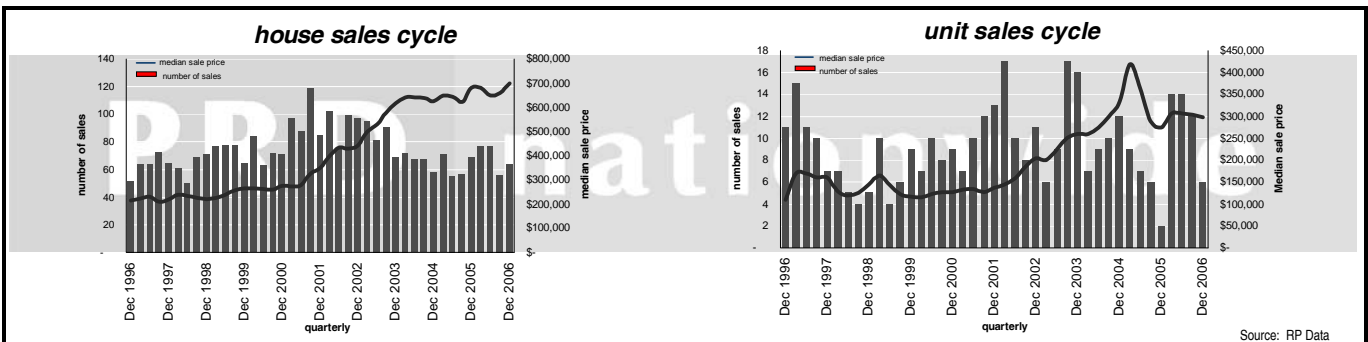 house sales cycle
median sale price
number of sales
140
120
100
80
60
40
20
-
number of sales
$800,000
$700,000
$600,000
$500,000
$400,000
$300,000
$200,000
$100,000
$-
median sale price
Dec 1996
Dec 1997
Dec 1998
Dec 1999
Dec 2000
Dec 2001
Dec 2002
Dec 2003
Dec 2004
Dec 2005
Dec 2006
quarterly
unit sales cycle
median sale price
number of sales
18
16
14
12
10
8
6
4
2
-
number of sales
$450,000
$400,000
$350,000
$300,000
$250,000
$200,000
$150,000
$100,000
$50,000
$-
Median sale price
Dec 1996
Dec 1997
Dec 1998
Dec 1999
Dec 2000
Dec 2001
Dec 2002
Dec 2003
Dec 2004
Dec 2005
Dec 2006
quarterly
Source: RP Data
PRD nationwide